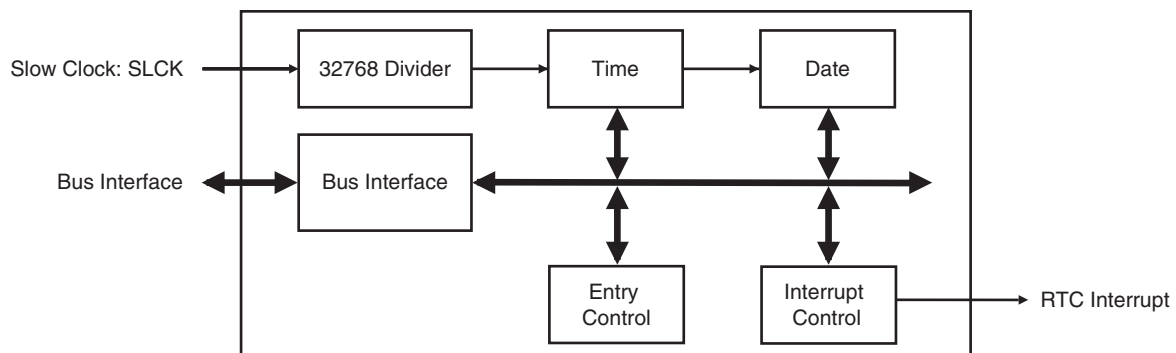 Slow Clock: SLCK
32768 Divider
Time
Date
Bus Interface
Bus Interface
Entry
Control
Interrupt
Control
RTC Interrupt